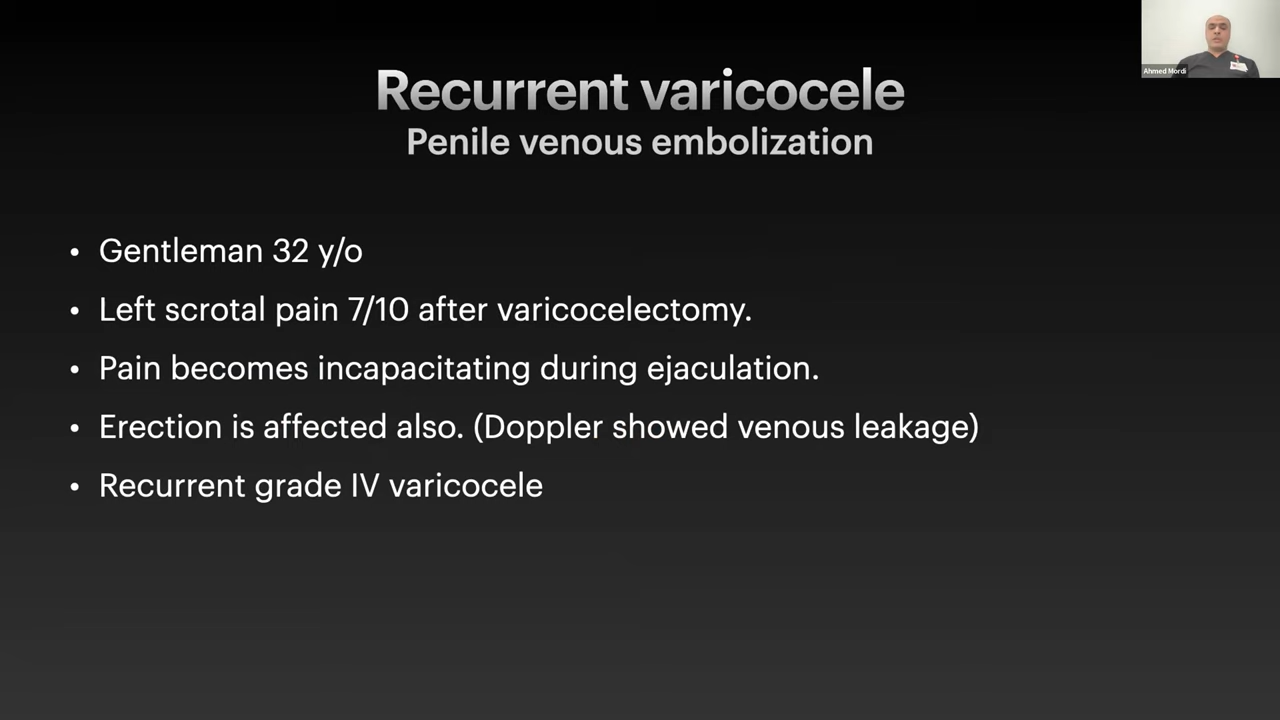 Recurrent varicocele
Penile venous embolization
• Gentleman 32 y/o
• Left scrotal pain 7/10 after varicocelectomy.
• Pain becomes incapacitating during ejaculation.
• Erection is affected also. (Doppler showed venous leakage)
• Recurrent grade IV varicocele
Ahmed Mordi